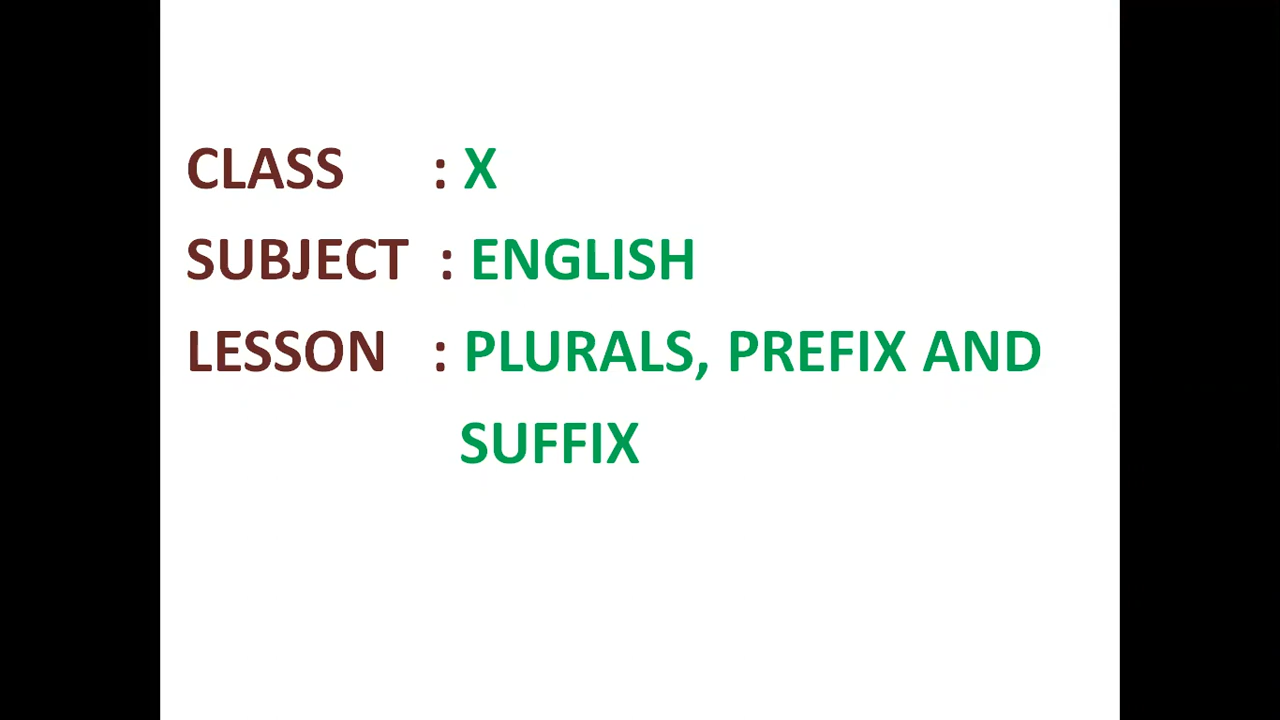 CLASS : X
SUBJECT : ENGLISH
LESSON : PLURALS, PREFIX AND
SUFFIX